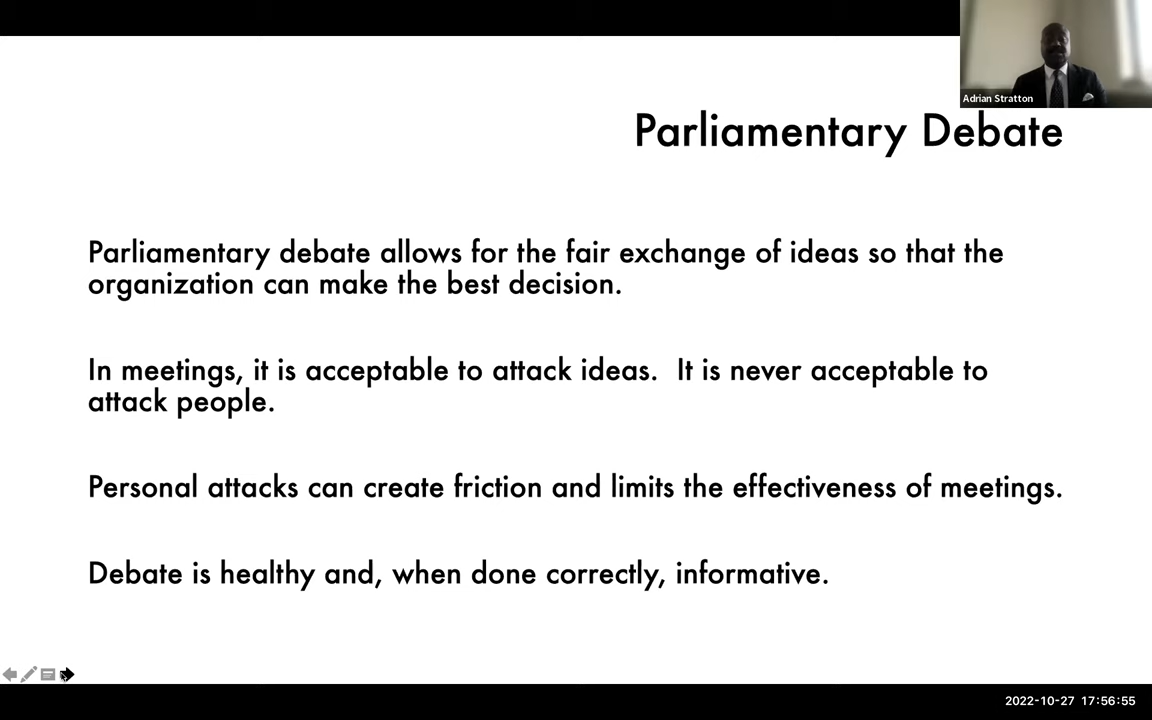 Adrian Stratton
Parliamentary Debate
Parliamentary debate allows for the fair exchange of ideas so that the
organization can make the best decision.
In meetings, it is acceptable to attack ideas.  It is never acceptable to
attack people.
Personal attacks can create friction and limits the effectiveness of meetings.
Debate is healthy and, when done correctly, informative.
2022-10-27 17:56:55